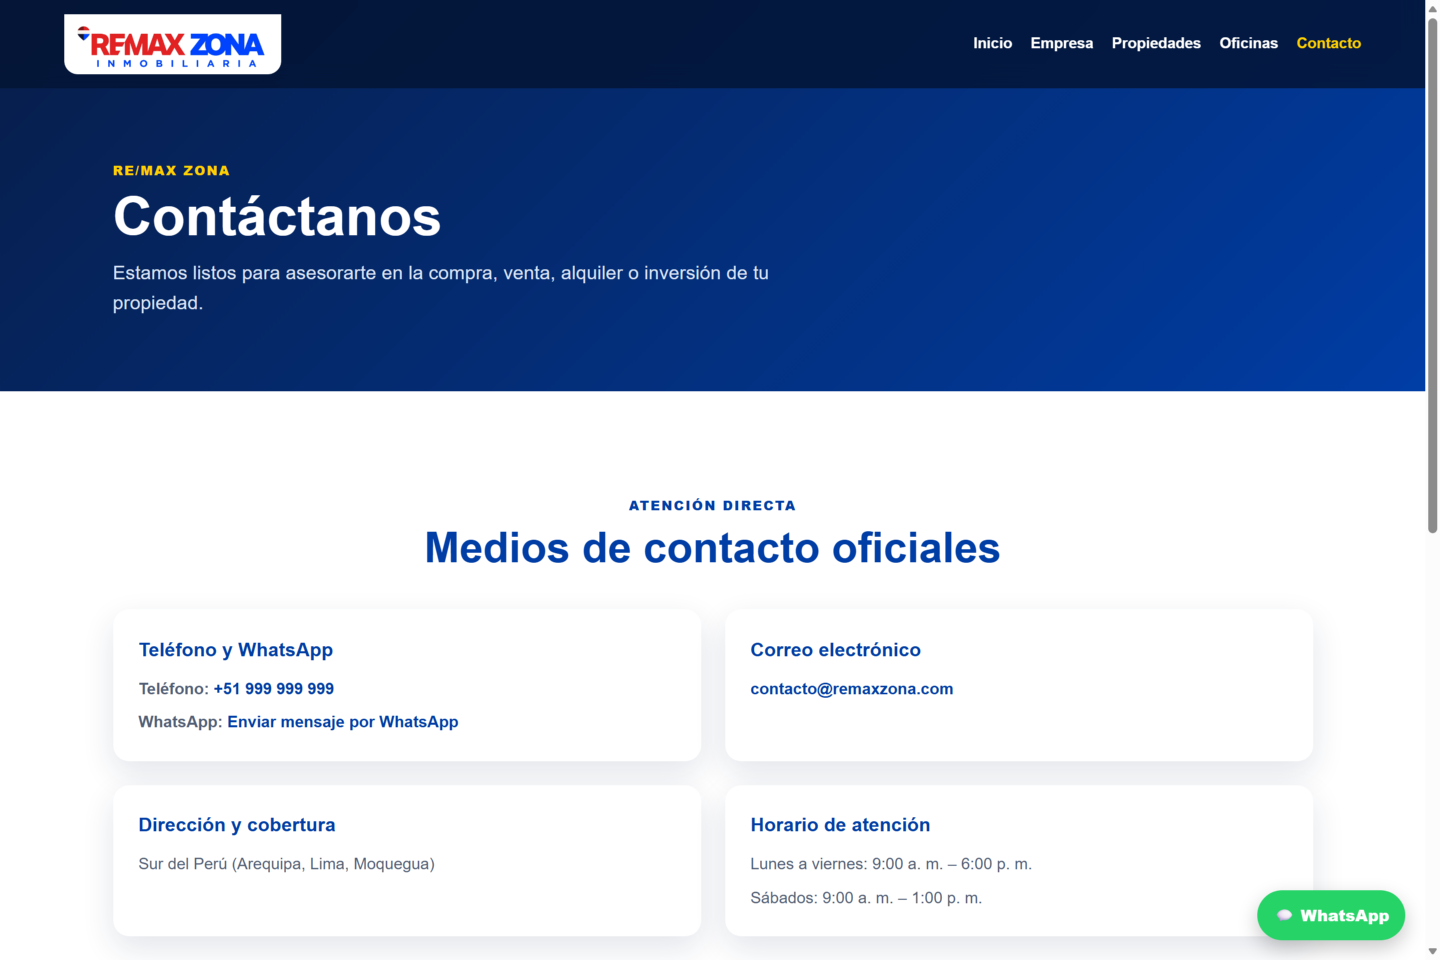 REMAX ZONA
INMOBILIARIA
Inicio Empresa Propiedades Oficinas Contacto
RE/MAX ZONA
Contáctanos
Estamos listos para asesorarte en la compra, venta, alquiler o inversión de tu
propiedad.
ATENCIÓN DIRECTA
Medios de contacto oficiales
Teléfono y WhatsApp
Teléfono: +51 999 999 999
WhatsApp: Enviar mensaje por WhatsApp
Correo electrónico
contacto@remaxzona.com
Dirección y cobertura
Sur del Perú (Arequipa, Lima, Moquegua)
Horario de atención
Lunes a viernes: 9:00 a. m. – 6:00 p. m.
Sábados: 9:00 a. m. – 1:00 p. m.
WhatsApp